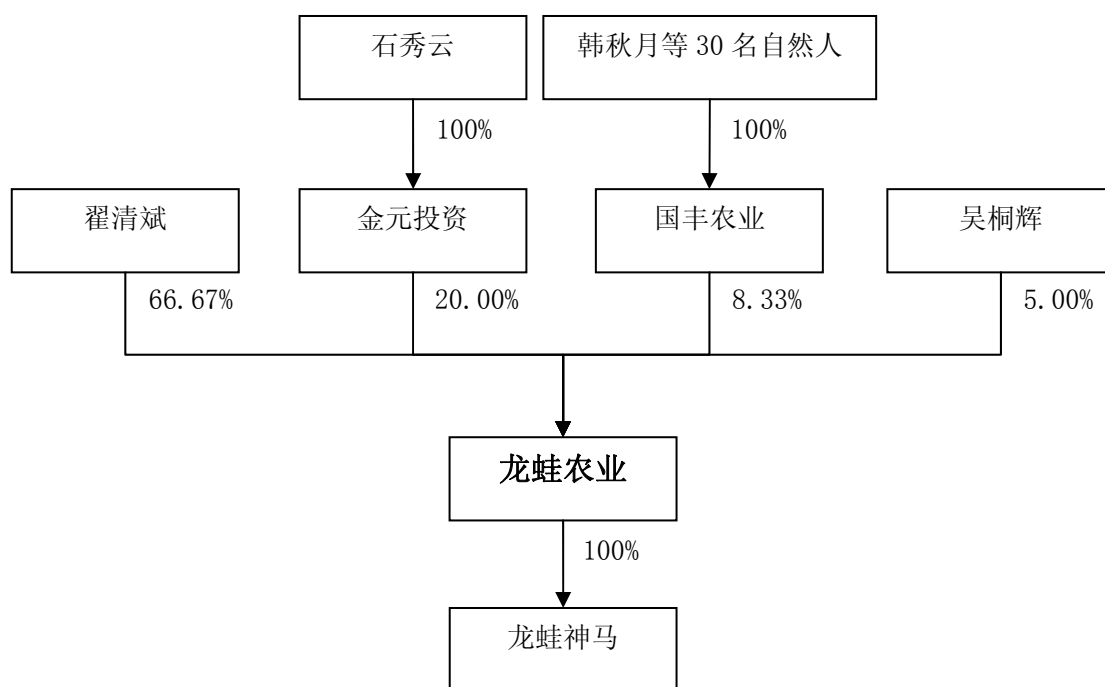 石秀云
韩秋月等 30 名自然人
100%
100%
翟清斌
金元投资
国丰农业
吴桐辉
66.67%
20.00%
8.33%
5.00%
龙蛙农业
100%
龙蛙神马